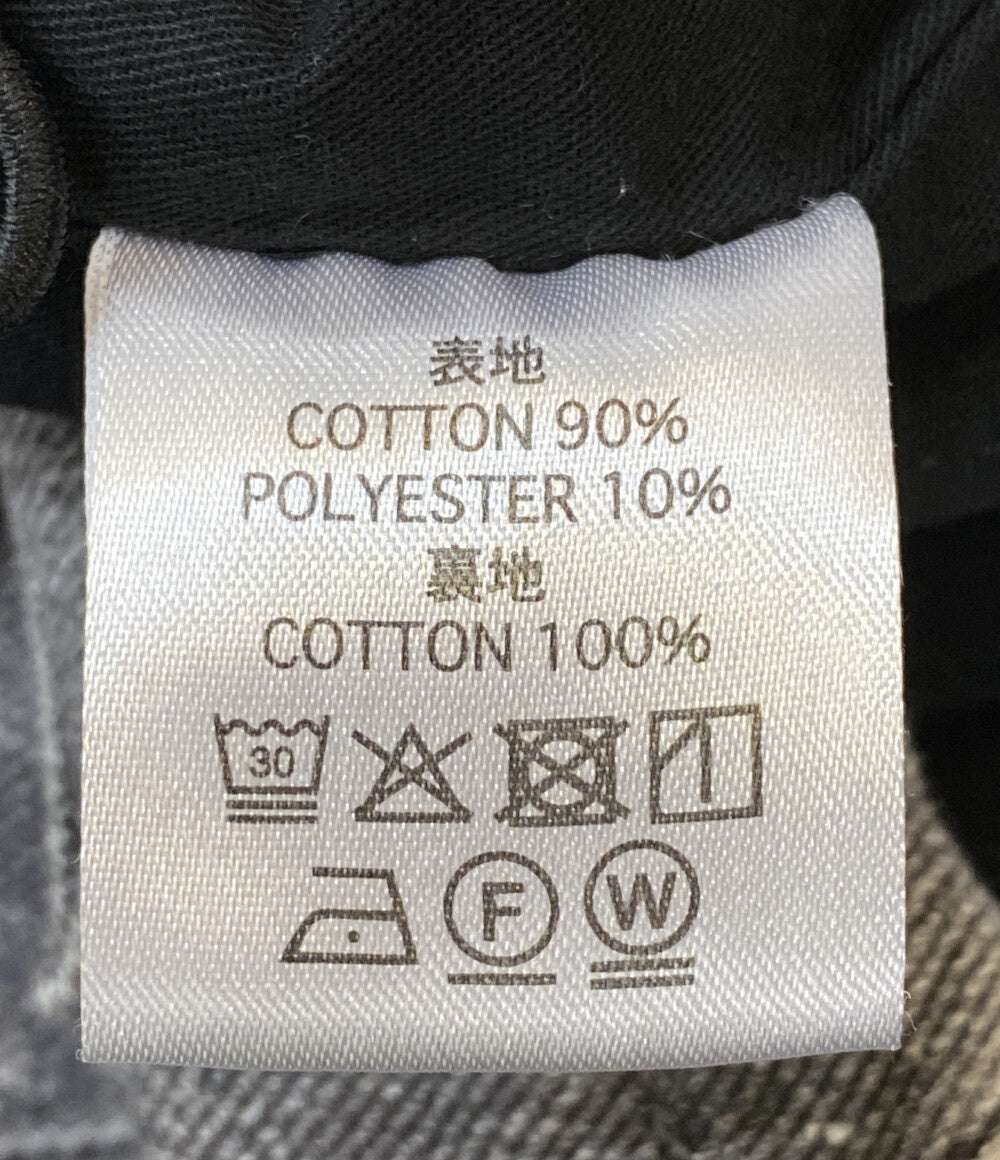 表地
COTTON 90%
POLYESTER 10%
裏地
COTTON 100%
30
F W